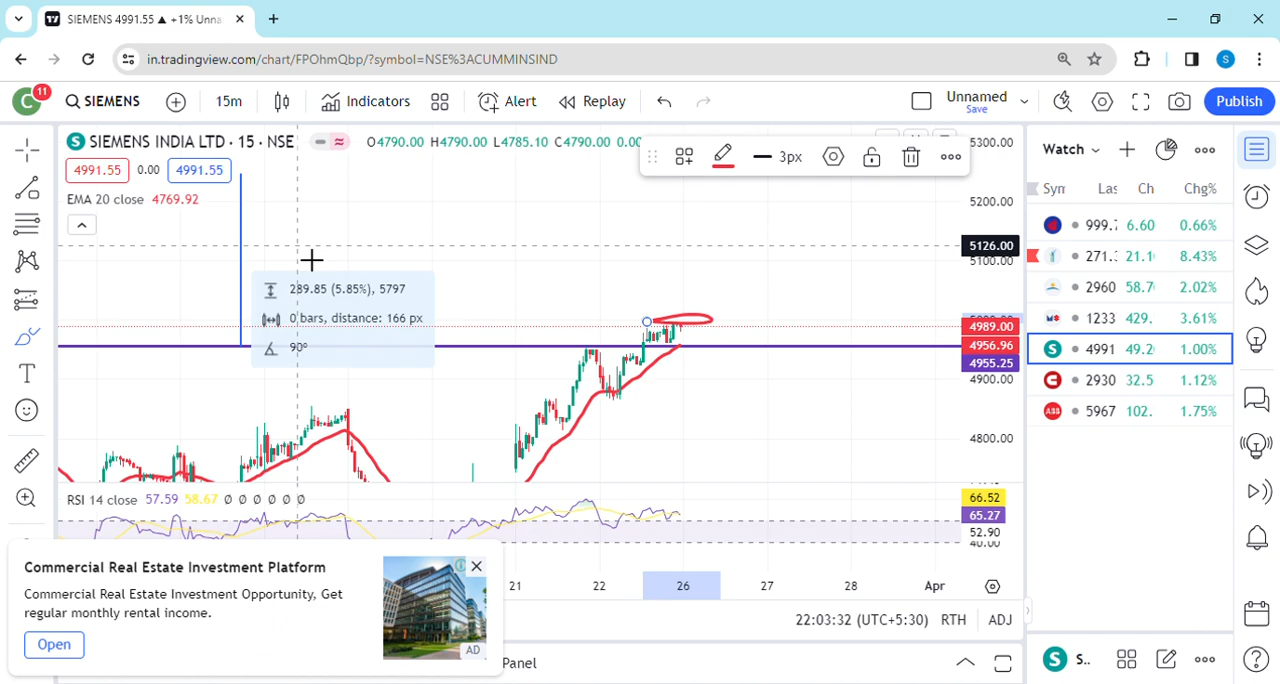 SIEMENS 4991.55 ▲ +1% Unna
in.tradingview.com/chart/FPOhmQbp/?symbol=NSE%3ACUMMINSIND
S
C 11 SIEMENS 15m Indicators Alert Replay Unnamed Save Publish
S SIEMENS INDIA LTD · 15 · NSE O4790.00 H4790.00 L4785.10 C4790.00 0.00
3px
4991.55 0.00 4991.55
EMA 20 close 4769.92
289.85 (5.85%), 5797
0 bars, distance: 166 px
90°
5300.00
5200.00
5126.00
5100.00
4989.00
4956.96
4955.25
4900.00
4800.00
Watch
Syn Las Ch Chg%
999. 6.60 0.66%
271. 21.1 8.43%
2960 58.7 2.02%
1233 429. 3.61%
S 4991 49.2 1.00%
2930 32.5 1.12%
ABB 5967 102. 1.75%
RSI 14 close 57.59 58.67 Ø Ø Ø Ø Ø Ø
66.52
65.27
52.90
40.00
21 22 26 27 28 Apr
Commercial Real Estate Investment Platform
Commercial Real Estate Investment Opportunity, Get
regular monthly rental income.
Open
AD
22:03:32 (UTC+5:30) RTH ADJ
Panel
S S..